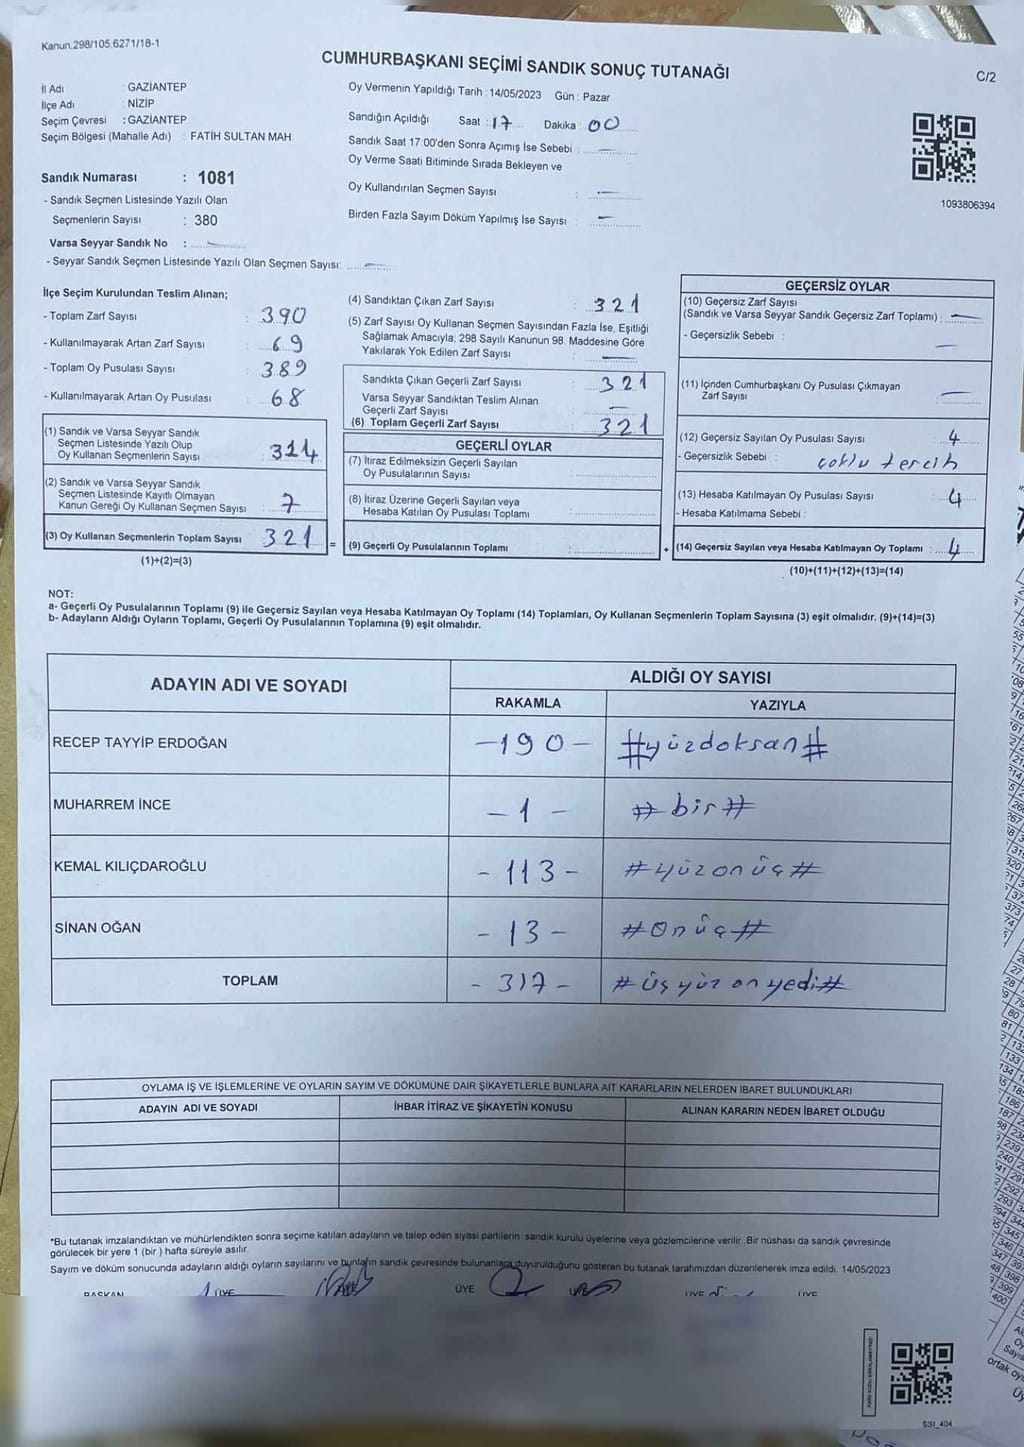 Kanun.298/105.6271/18-1
CUMHURBAŞKANI SEÇİMİ SANDIK SONUÇ TUTANAĞI
C/2
İl Adı : GAZİANTEP
İlçe Adı : NİZİP
Seçim Çevresi : GAZİANTEP
Seçim Bölgesi (Mahalle Adı) : FATİH SULTAN MAH.
Sandık Numarası : 1081
- Sandık Seçmen Listesinde Yazılı Olan
Seçmenlerin Sayısı : 380
Varsa Seyyar Sandık No : —
- Seyyar Sandık Seçmen Listesinde Yazılı Olan Seçmen Sayısı: —
Oy Vermenin Yapıldığı Tarih : 14/05/2023 Gün : Pazar
Sandığın Açıldığı Saat : 17 Dakika : 00
Sandık Saat 17:00'den Sonra Açımış İse Sebebi : —
Oy Verme Saati Bitiminde Sırada Bekleyen ve
Oy Kullandırılan Seçmen Sayısı : —
Birden Fazla Sayım Döküm Yapılmış İse Sayısı : —
1093806394
İlçe Seçim Kurulundan Teslim Alınan;
- Toplam Zarf Sayısı : 390
- Kullanılmayarak Artan Zarf Sayısı : 69
- Toplam Oy Pusulası Sayısı : 389
- Kullanılmayarak Artan Oy Pusulası : 68
(1) Sandık ve Varsa Seyyar Sandık
Seçmen Listesinde Yazılı Olup
Oy Kullanan Seçmenlerin Sayısı : 314
(2) Sandık ve Varsa Seyyar Sandık
Seçmen Listesinde Kayıtlı Olmayan
Kanun Gereği Oy Kullanan Seçmen Sayısı : 7
(3) Oy Kullanan Seçmenlerin Toplam Sayısı 321
(1)+(2)=(3)
=
(4) Sandıktan Çıkan Zarf Sayısı : 321
(5) Zarf Sayısı Oy Kullanan Seçmen Sayısından Fazla İse, Eşitliği
Sağlamak Amacıyla; 298 Sayılı Kanunun 98. Maddesine Göre
Yakılarak Yok Edilen Zarf Sayısı : —
Sandıkta Çıkan Geçerli Zarf Sayısı : 321
Varsa Seyyar Sandıktan Teslim Alınan
Geçerli Zarf Sayısı : —
(6) Toplam Geçerli Zarf Sayısı : 321
GEÇERLİ OYLAR
(7) İtiraz Edilmeksizin Geçerli Sayılan
Oy Pusulalarının Sayısı :
(8) İtiraz Üzerine Geçerli Sayılan veya
Hesaba Katılan Oy Pusulası Toplamı :
(9) Geçerli Oy Pusulalarının Toplamı :
+
GEÇERSİZ OYLAR
(10) Geçersiz Zarf Sayısı
(Sandık ve Varsa Seyyar Sandık Geçersiz Zarf Toplamı) : —
- Geçersizlik Sebebi : —
(11) İçinden Cumhurbaşkanı Oy Pusulası Çıkmayan
Zarf Sayısı : —
(12) Geçersiz Sayılan Oy Pusulası Sayısı : 4
- Geçersizlik Sebebi : çoklu tercih
(13) Hesaba Katılmayan Oy Pusulası Sayısı : 4
- Hesaba Katılmama Sebebi :
(14) Geçersiz Sayılan veya Hesaba Katılmayan Oy Toplamı : 4
(10)+(11)+(12)+(13)=(14)
NOT:
a- Geçerli Oy Pusulalarının Toplamı (9) ile Geçersiz Sayılan veya Hesaba Katılmayan Oy Toplamı (14) Toplamları, Oy Kullanan Seçmenlerin Toplam Sayısına (3) eşit olmalıdır. (9)+(14)=(3)
b- Adayların Aldığı Oyların Toplamı, Geçerli Oy Pusulalarının Toplamına (9) eşit olmalıdır.
ADAYIN ADI VE SOYADI
ALDIĞI OY SAYISI
RAKAMLA YAZIYLA
RECEP TAYYİP ERDOĞAN -190- #yüzdoksan#
MUHARREM İNCE -1- #bir#
KEMAL KILIÇDAROĞLU -113- #yüzonüç#
SİNAN OĞAN -13- #onüç#
TOPLAM -317- #üçyüzonyedi#
OYLAMA İŞ VE İŞLEMLERİNE VE OYLARIN SAYIM VE DÖKÜMÜNE DAİR ŞİKAYETLERLE BUNLARA AİT KARARLARIN NELERDEN İBARET BULUNDUKLARI
ADAYIN ADI VE SOYADI İHBAR İTİRAZ VE ŞİKAYETİN KONUSU ALINAN KARARIN NEDEN İBARET OLDUĞU
*Bu tutanak imzalandıktan ve mühürlendikten sonra seçime katılan adayların ve talep eden siyasi partilerin sandık kurulu üyelerine veya gözlemcilerine verilir. Bir nüshası da sandık çevresinde
görülecek bir yere 1 (bir) hafta süreyle asılır.
Sayım ve döküm sonucunda adayların aldığı oyların sayılarını ve bunların sandık çevresinde bulunanlara duyurulduğunu gösteren bu tutanak tarafımızdan düzenlenerek imza edildi. 14/05/2023
BAŞKAN ÜYE ÜYE ÜYE ÜYE
SSI_404